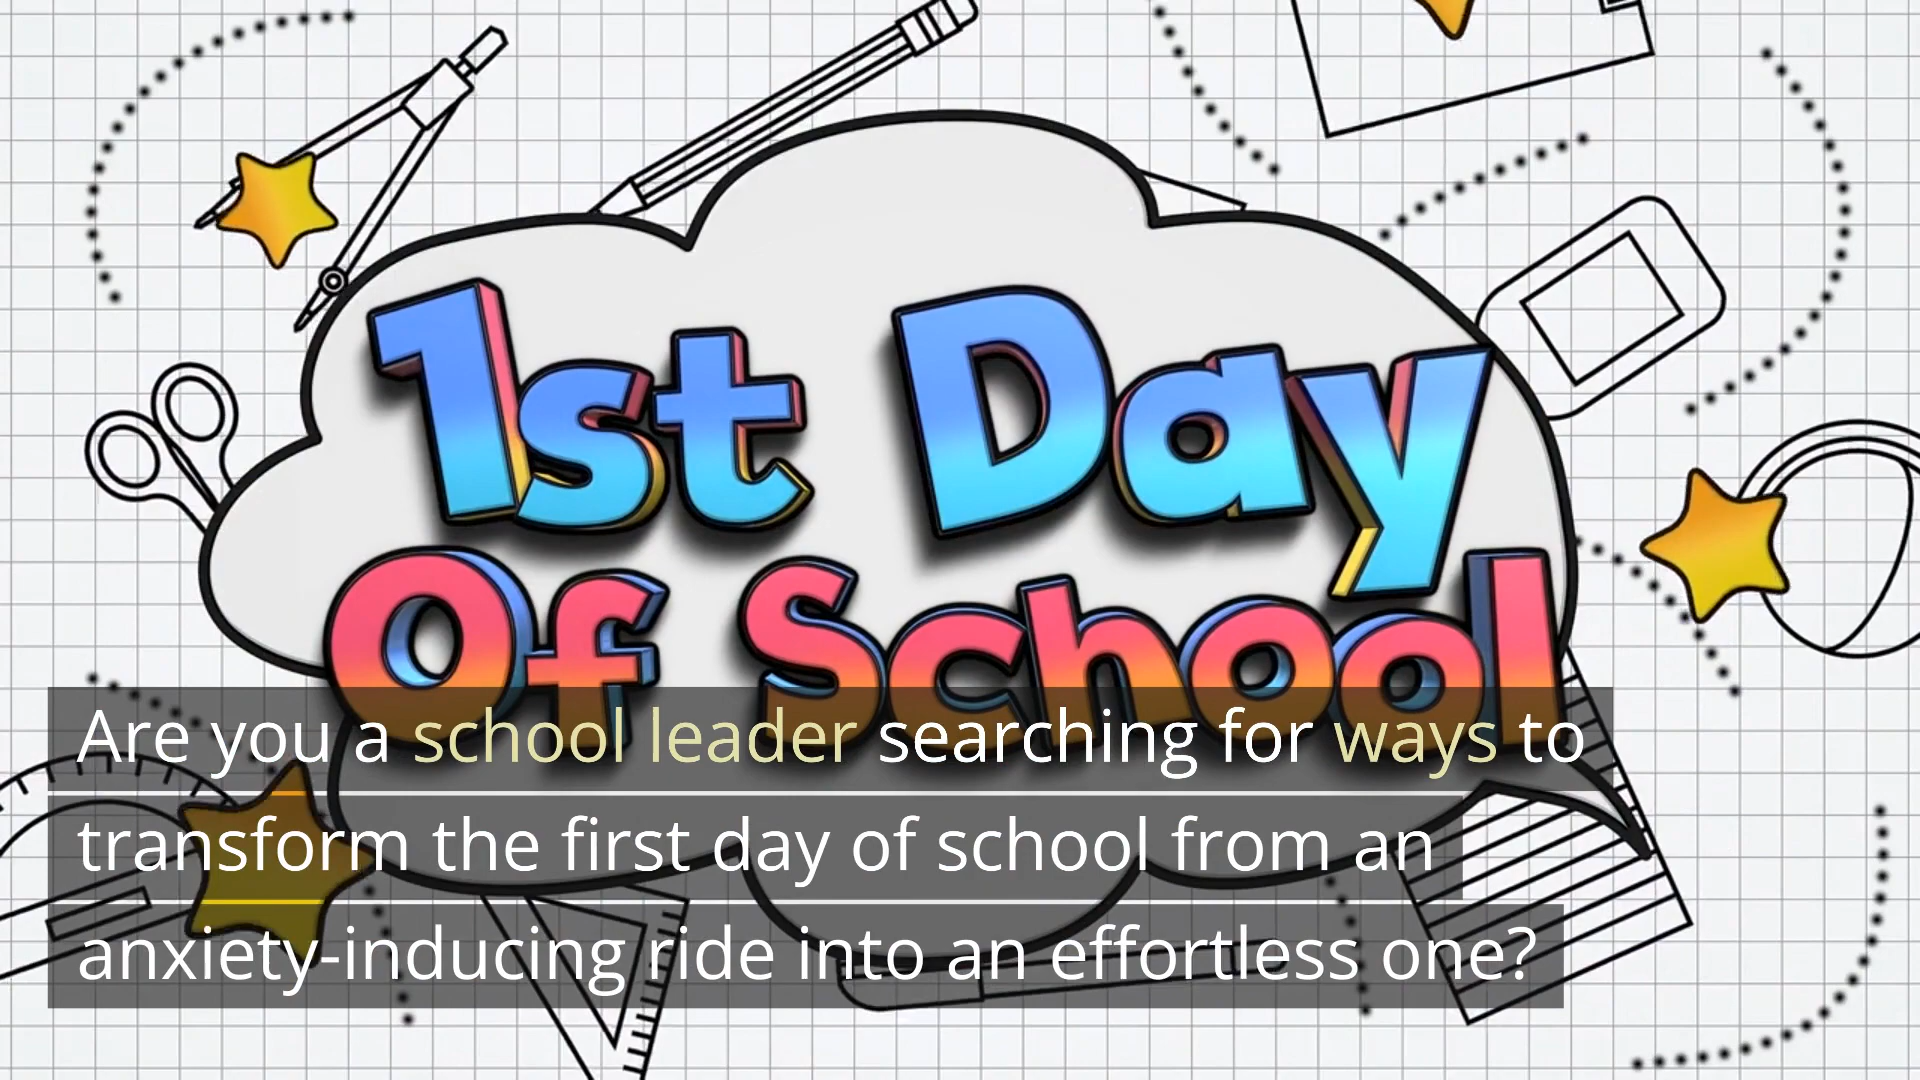 1st Day
Of School
Are you a school leader searching for ways to
transform the first day of school from an
anxiety-inducing ride into an effortless one?